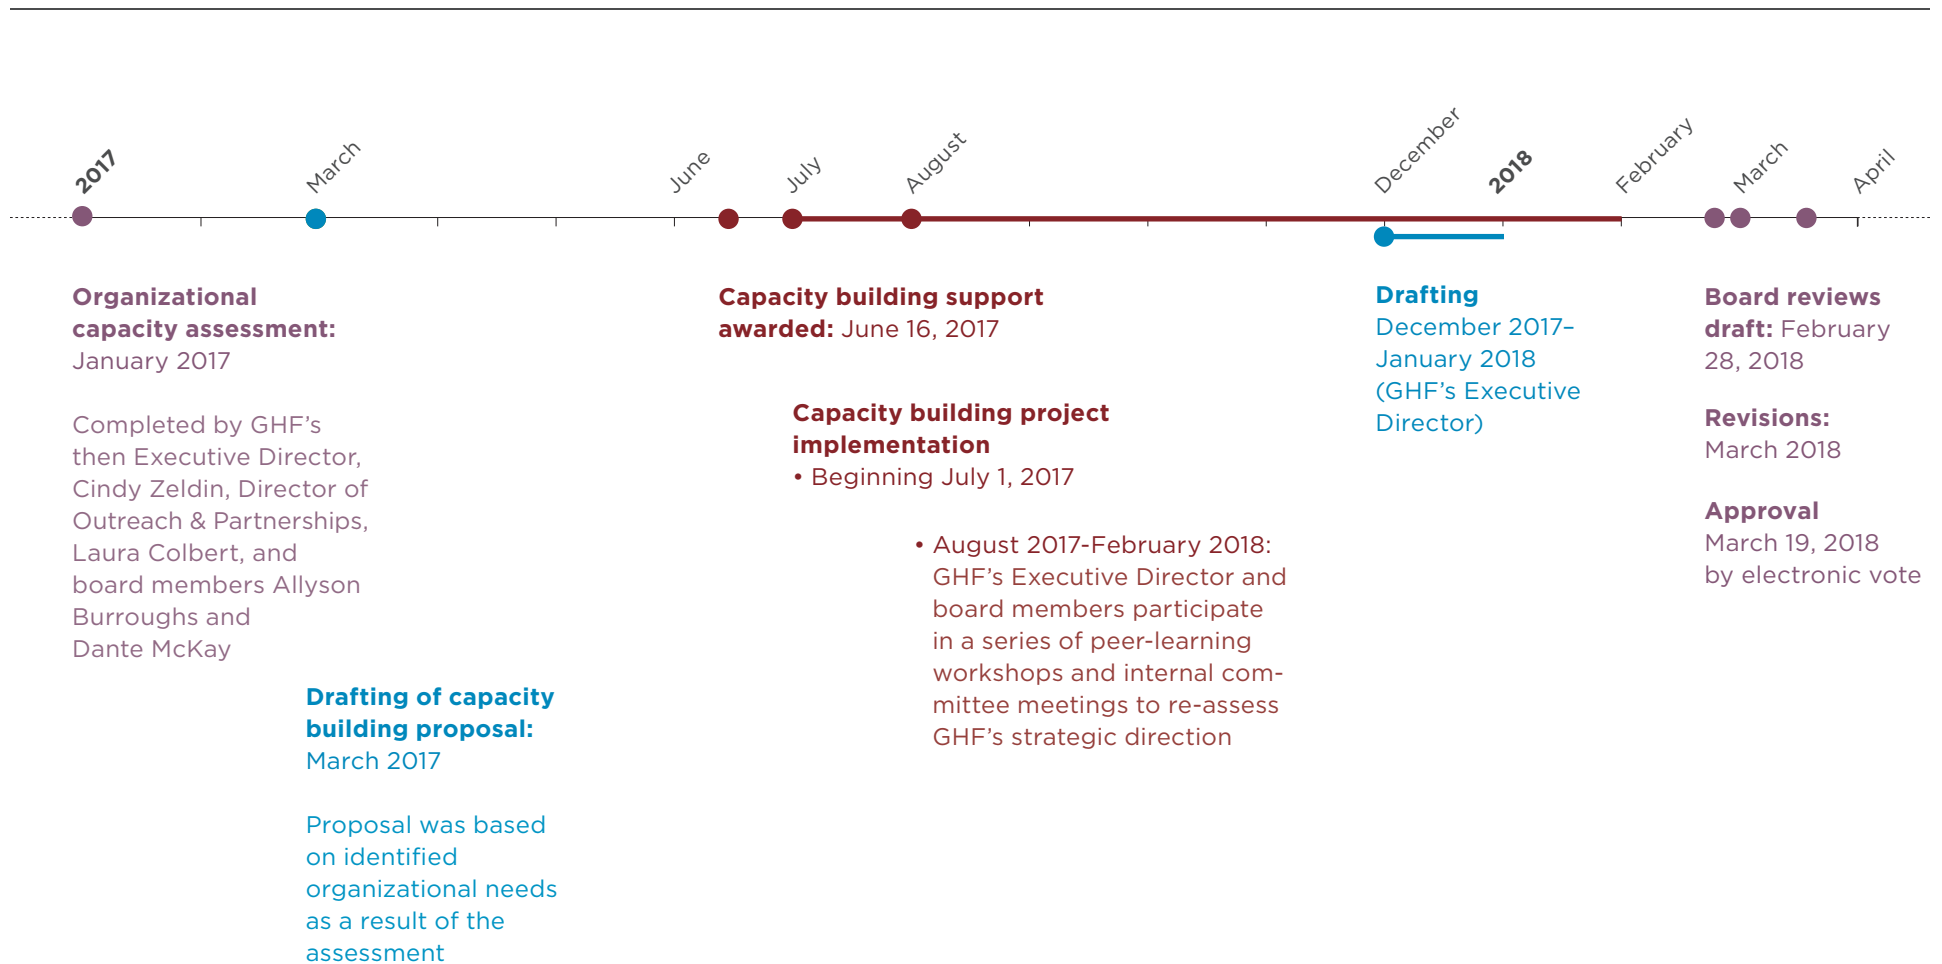 2017
March
June
July
August
December
2018
February
March
April
Organizational
capacity assessment:
January 2017
Completed by GHF’s
then Executive Director,
Cindy Zeldin, Director of
Outreach & Partnerships,
Laura Colbert, and
board members Allyson
Burroughs and
Dante McKay
Drafting of capacity
building proposal:
March 2017
Proposal was based
on identified
organizational needs
as a result of the
assessment
Capacity building support
awarded: June 16, 2017
Capacity building project
implementation
• Beginning July 1, 2017
• August 2017-February 2018:
GHF’s Executive Director and
board members participate
in a series of peer-learning
workshops and internal com-
mittee meetings to re-assess
GHF’s strategic direction
Drafting
December 2017–
January 2018
(GHF’s Executive
Director)
Board reviews
draft: February
28, 2018
Revisions:
March 2018
Approval
March 19, 2018
by electronic vote